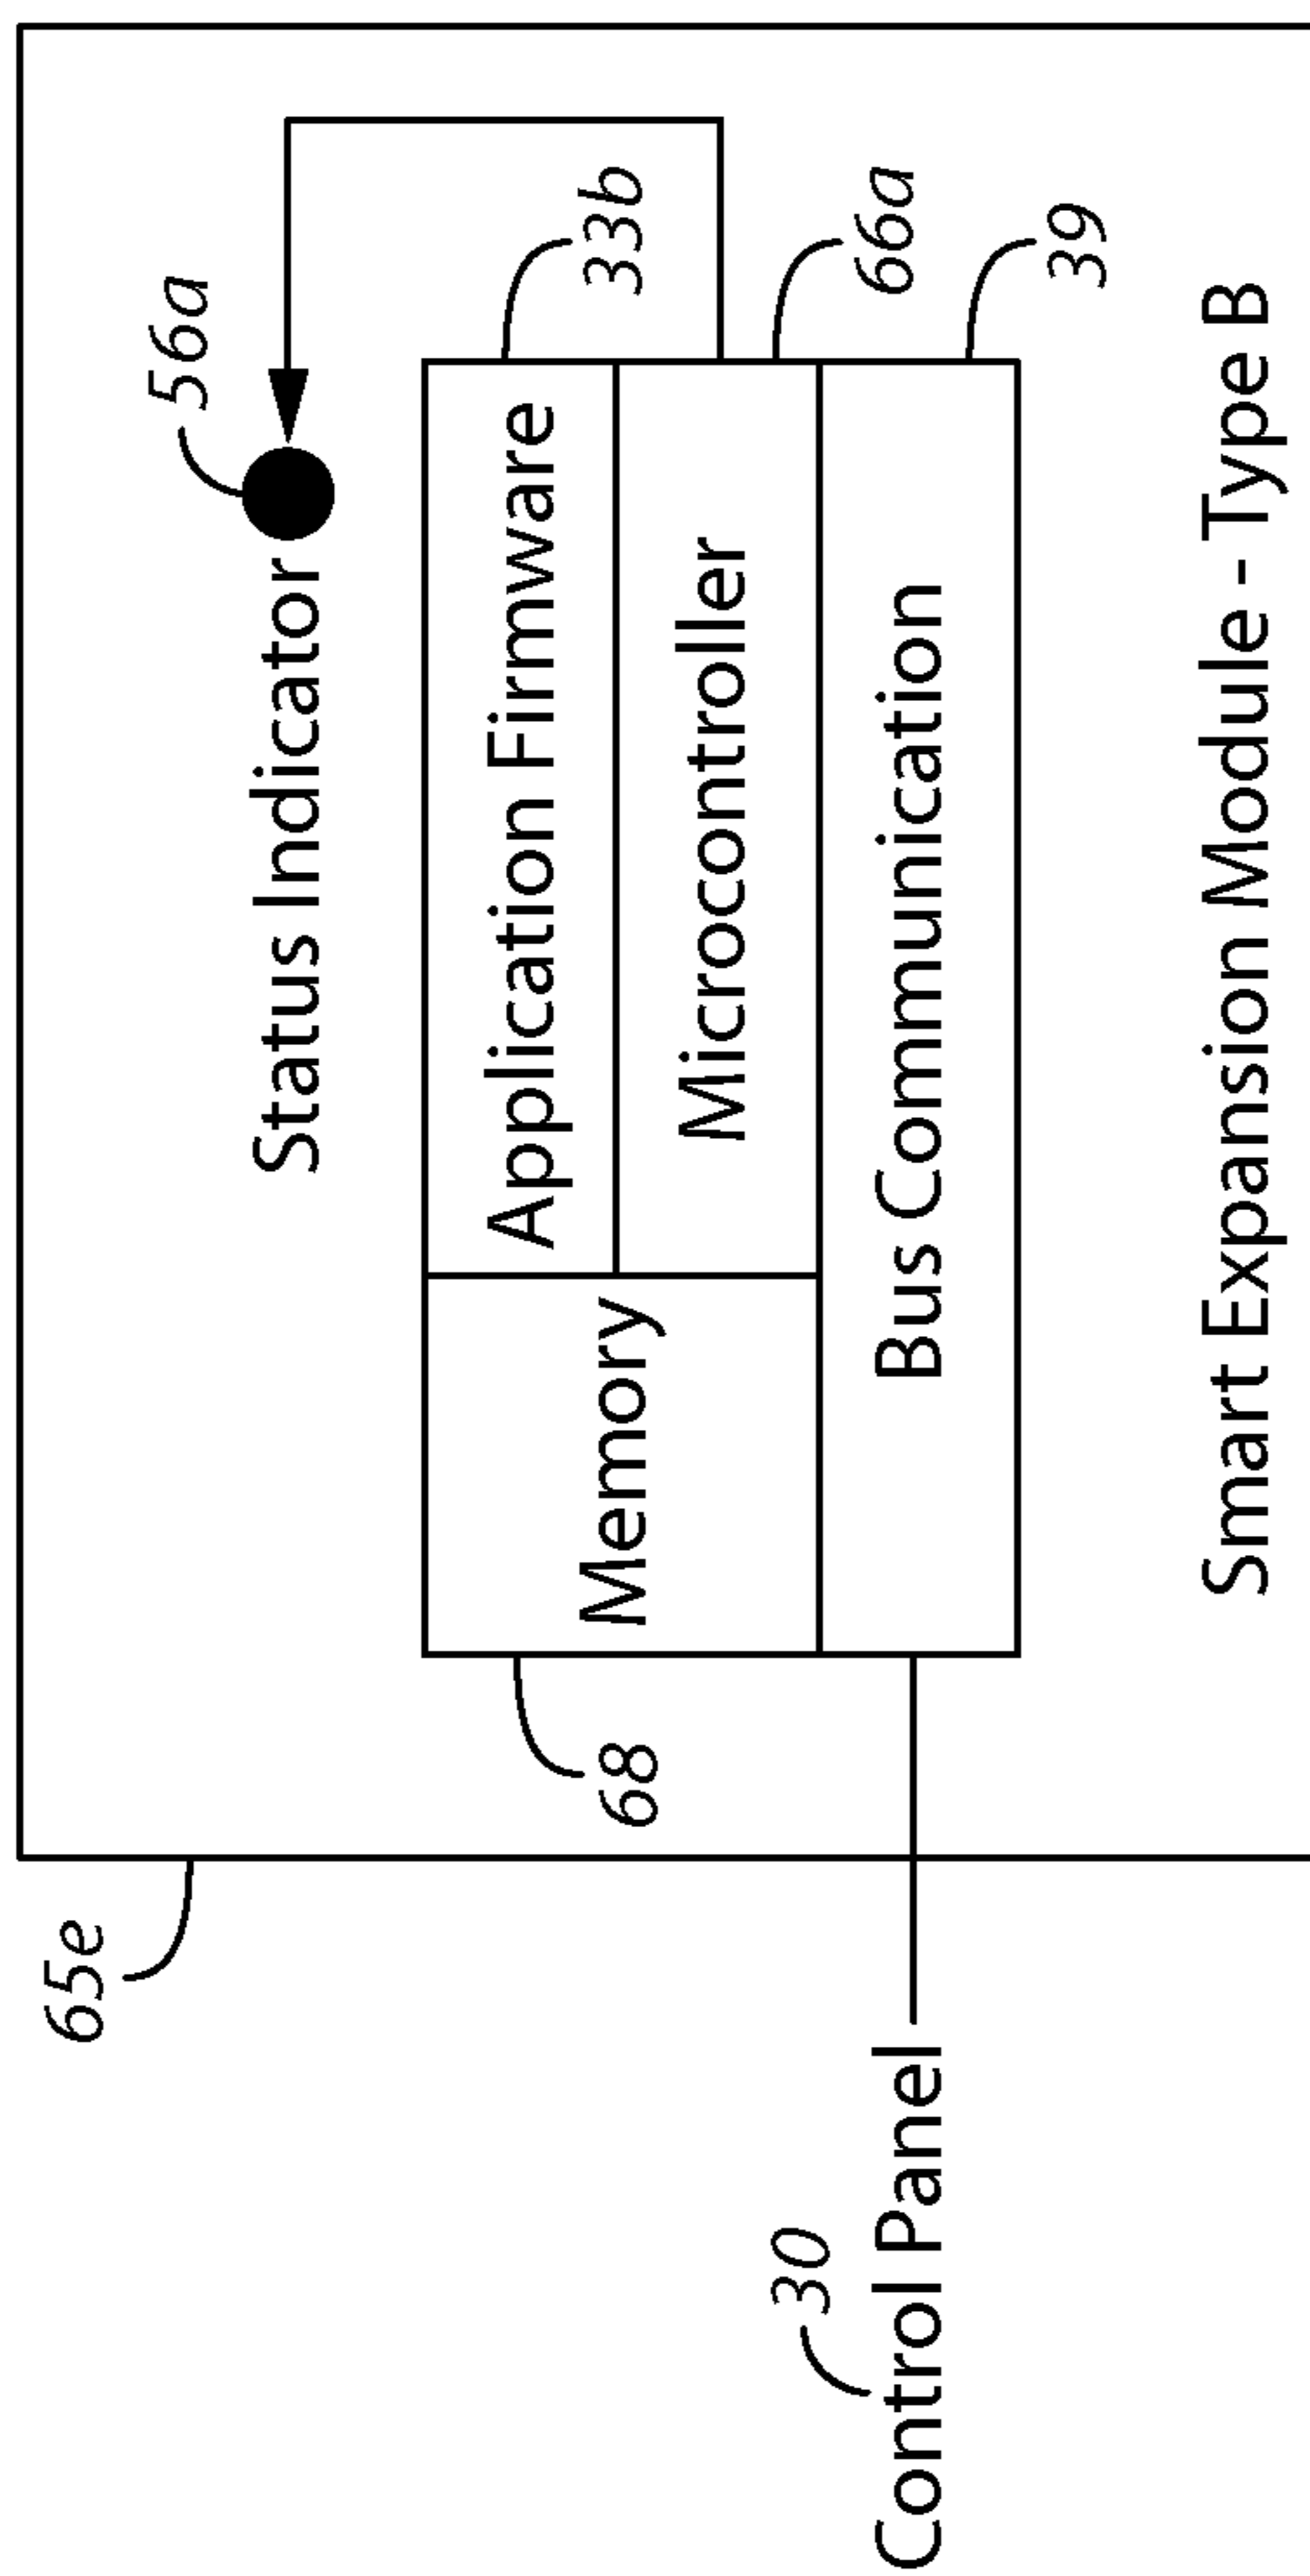 65e
56a
Status Indicator
33b
Application Firmware
Memory
68
Microcontroller
66a
30
Control Panel
Bus Communication
39
Smart Expansion Module - Type B